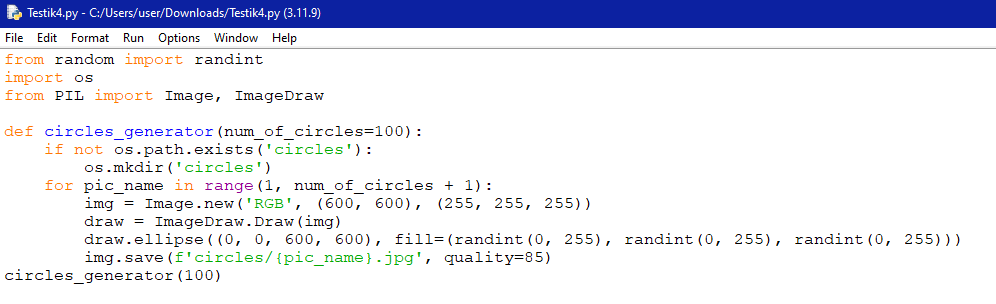 Testik4.py - C:/Users/user/Downloads/Testik4.py (3.11.9)
File Edit Format Run Options Window Help
from random import randint
import os
from PIL import Image, ImageDraw

def circles_generator(num_of_circles=100):
    if not os.path.exists('circles'):
        os.mkdir('circles')
    for pic_name in range(1, num_of_circles + 1):
        img = Image.new('RGB', (600, 600), (255, 255, 255))
        draw = ImageDraw.Draw(img)
        draw.ellipse((0, 0, 600, 600), fill=(randint(0, 255), randint(0, 255), randint(0, 255)))
        img.save(f'circles/{pic_name}.jpg', quality=85)
circles_generator(100)